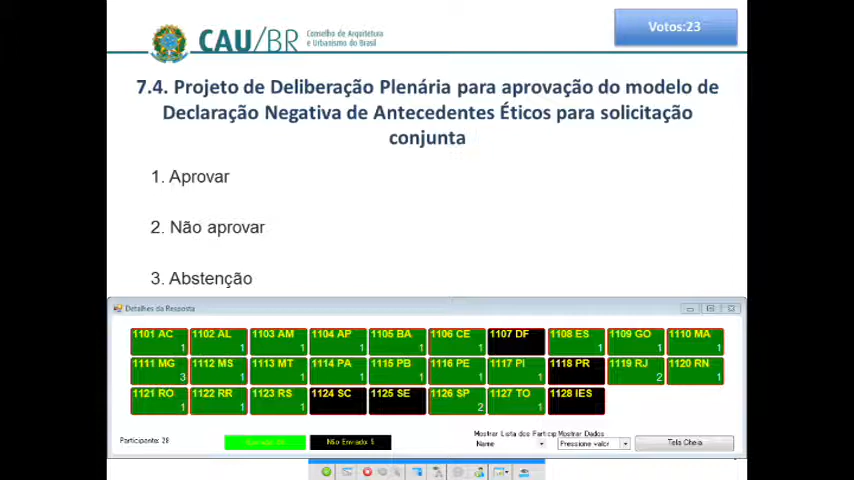 CAU/BR
Conselho de Arquitetura
e Urbanismo do Brasil
Votos:23
7.4. Projeto de Deliberação Plenária para aprovação do modelo de
Declaração Negativa de Antecedentes Éticos para solicitação
conjunta
1. Aprovar
2. Não aprovar
3. Abstenção
Detalhes da Resposta
1101 AC 1102 AL 1103 AM 1104 AP 1105 BA 1106 CE 1107 DF 1108 ES 1109 GO 1110 MA
1 1 1 1 1 1 1 1 1
1111 MG 1112 MS 1113 MT 1114 PA 1115 PB 1116 PE 1117 PI 1118 PR 1119 RJ 1120 RN
3 1 1 1 1 1 1 2 1
1121 RO 1122 RR 1123 RS 1124 SC 1125 SE 1126 SP 1127 TO 1128 IES
1 1 1 2 1
Mostrar Lista dos Particip Mostrar Dados
Participante: 28 Não Enviado 5 Name Pressione valor Tela Cheia